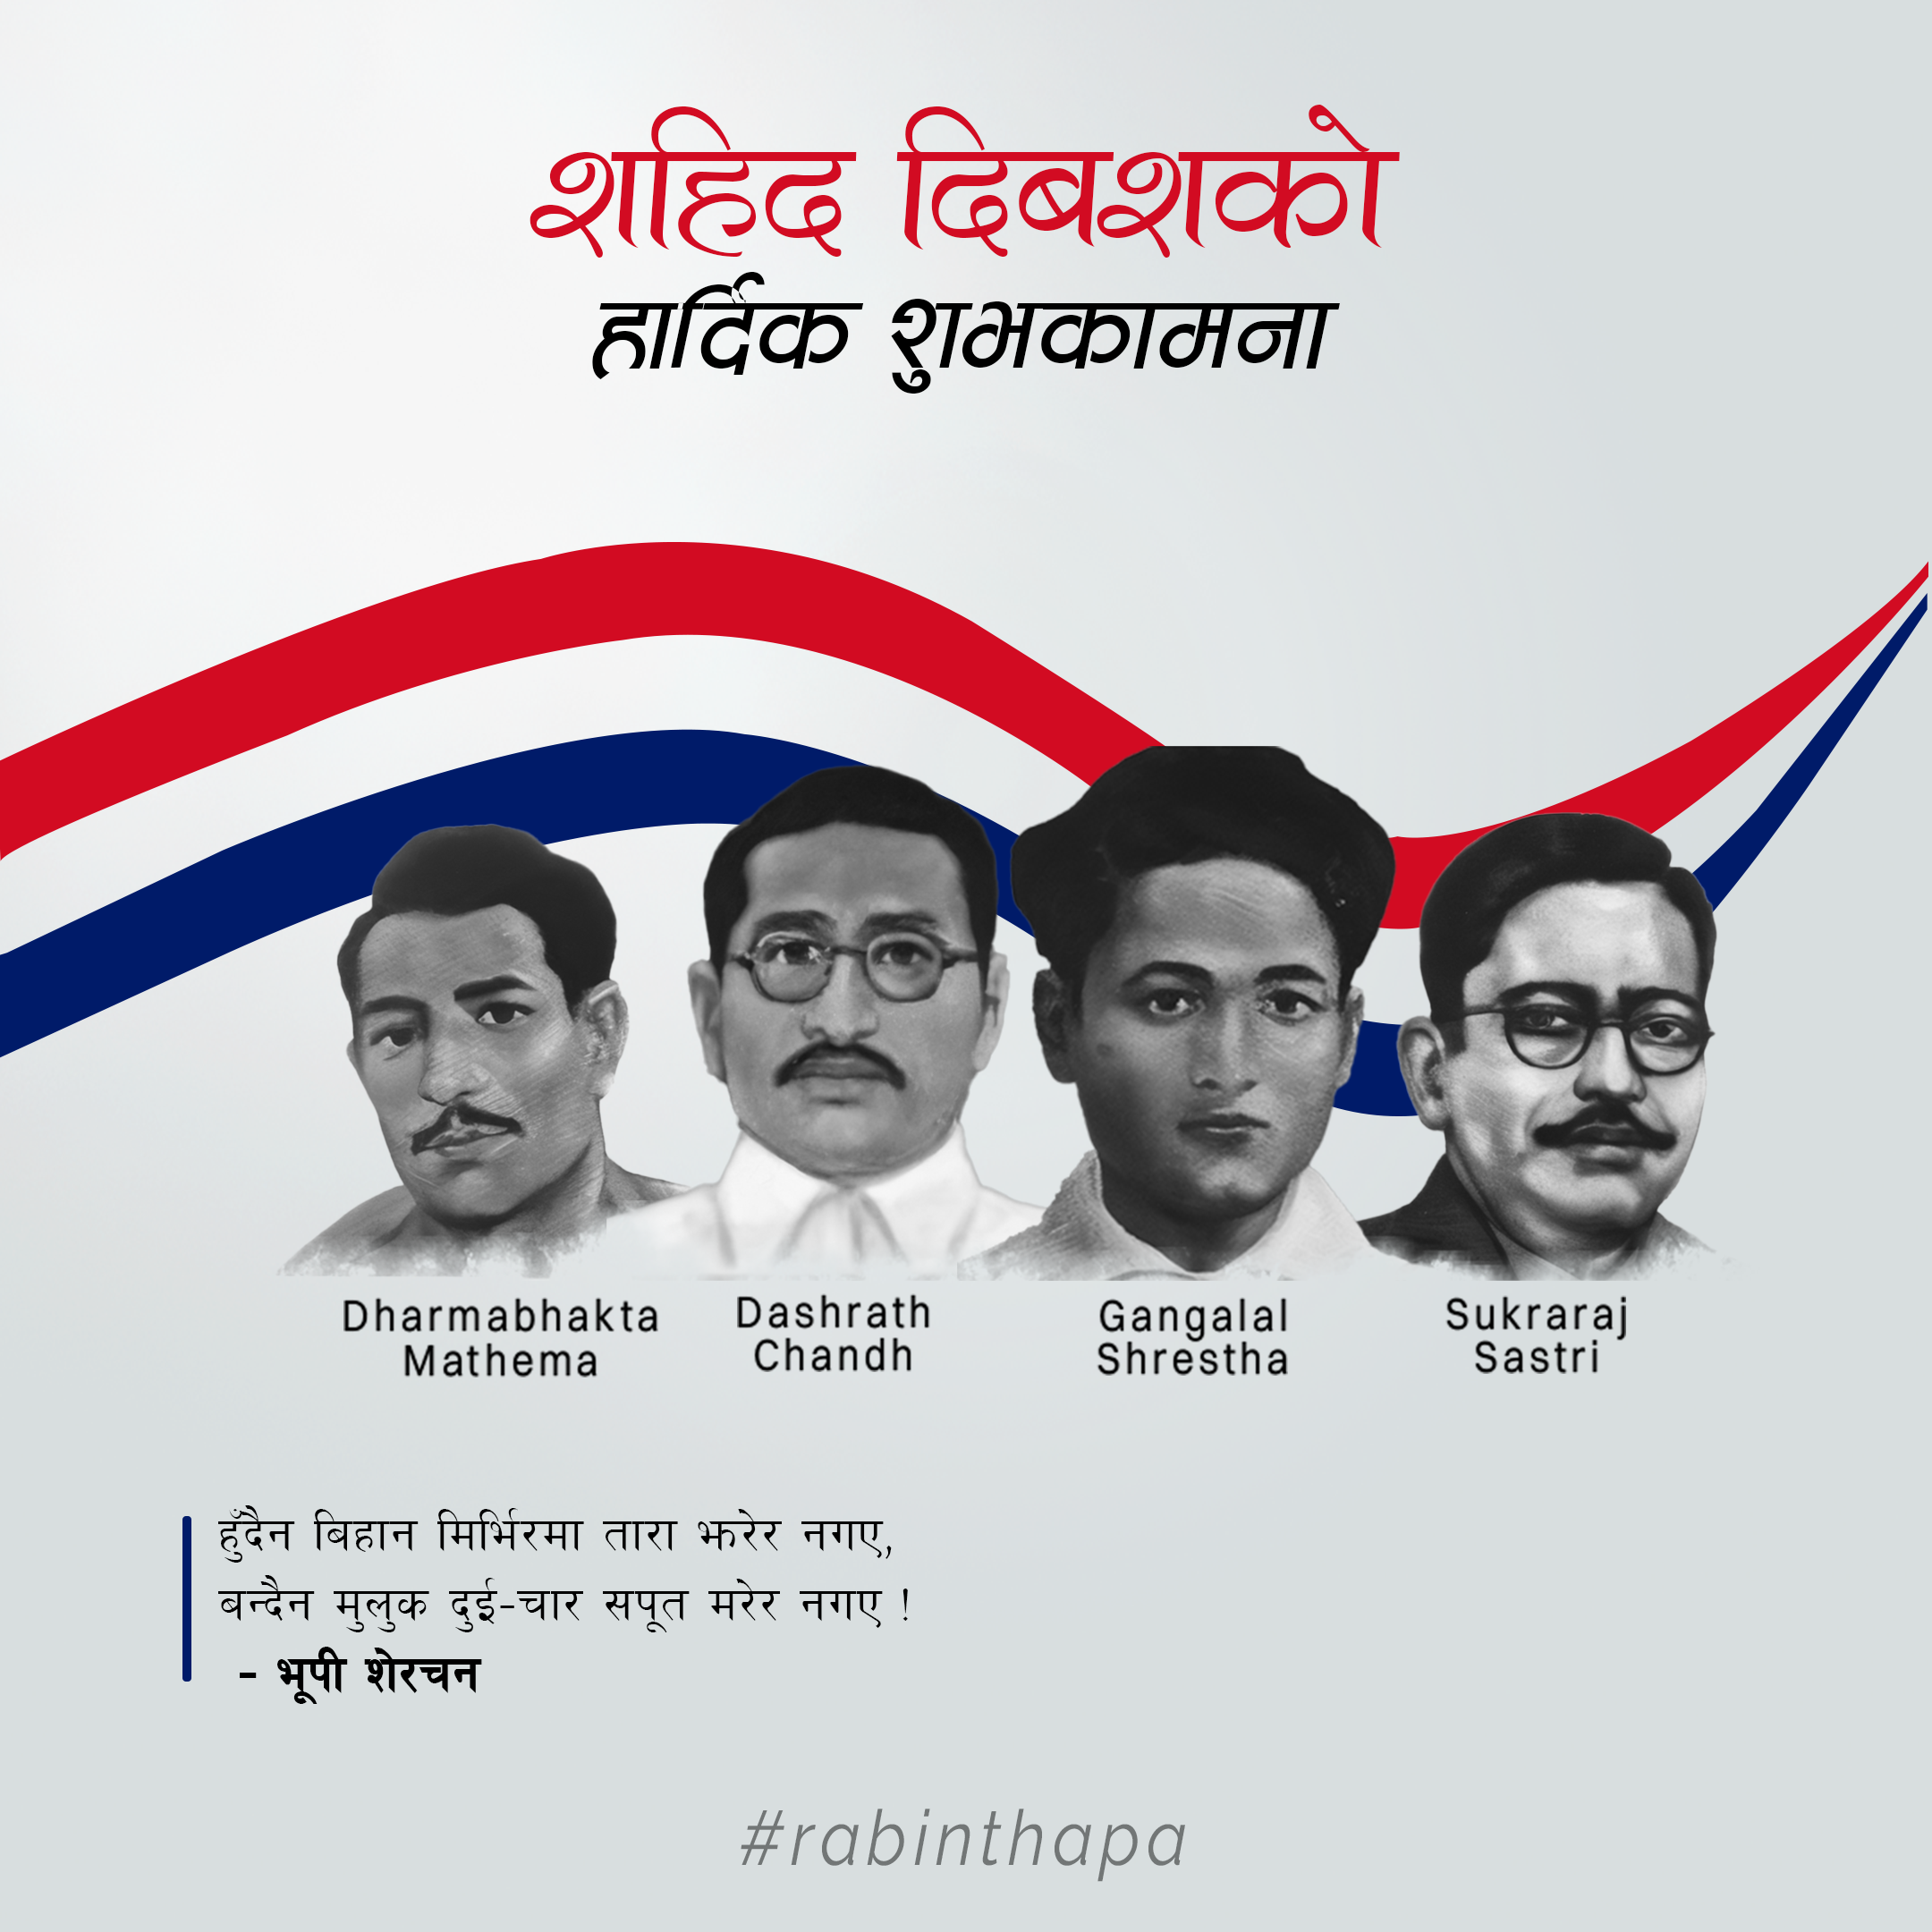 शहिद दिबशको
हार्दिक शुभकामना
Dharmabhakta
Mathema
Dashrath
Chandh
Gangalal
Shrestha
Sukraraj
Sastri
हुँदैन बिहान मिर्भिरमा तारा झरेर नगए,
बन्दैन मुलुक दुई-चार सपूत मरेर नगए !
- भूपी शेरचन
#rabinthapa